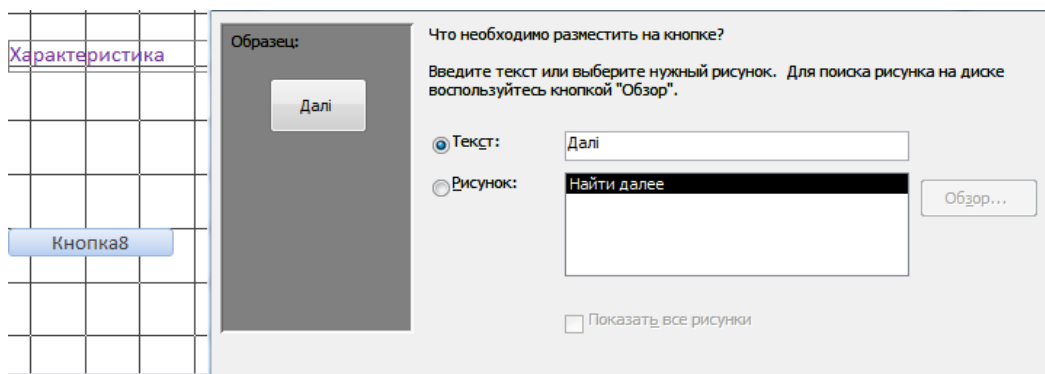 Характеристика
Кнопка8
Образец:
Далі
Что необходимо разместить на кнопке?
Введите текст или выберите нужный рисунок. Для поиска рисунка на диске
воспользуйтесь кнопкой "Обзор".
Текст:
Далі
Рисунок:
Найти далее
Обзор...
Показать все рисунки